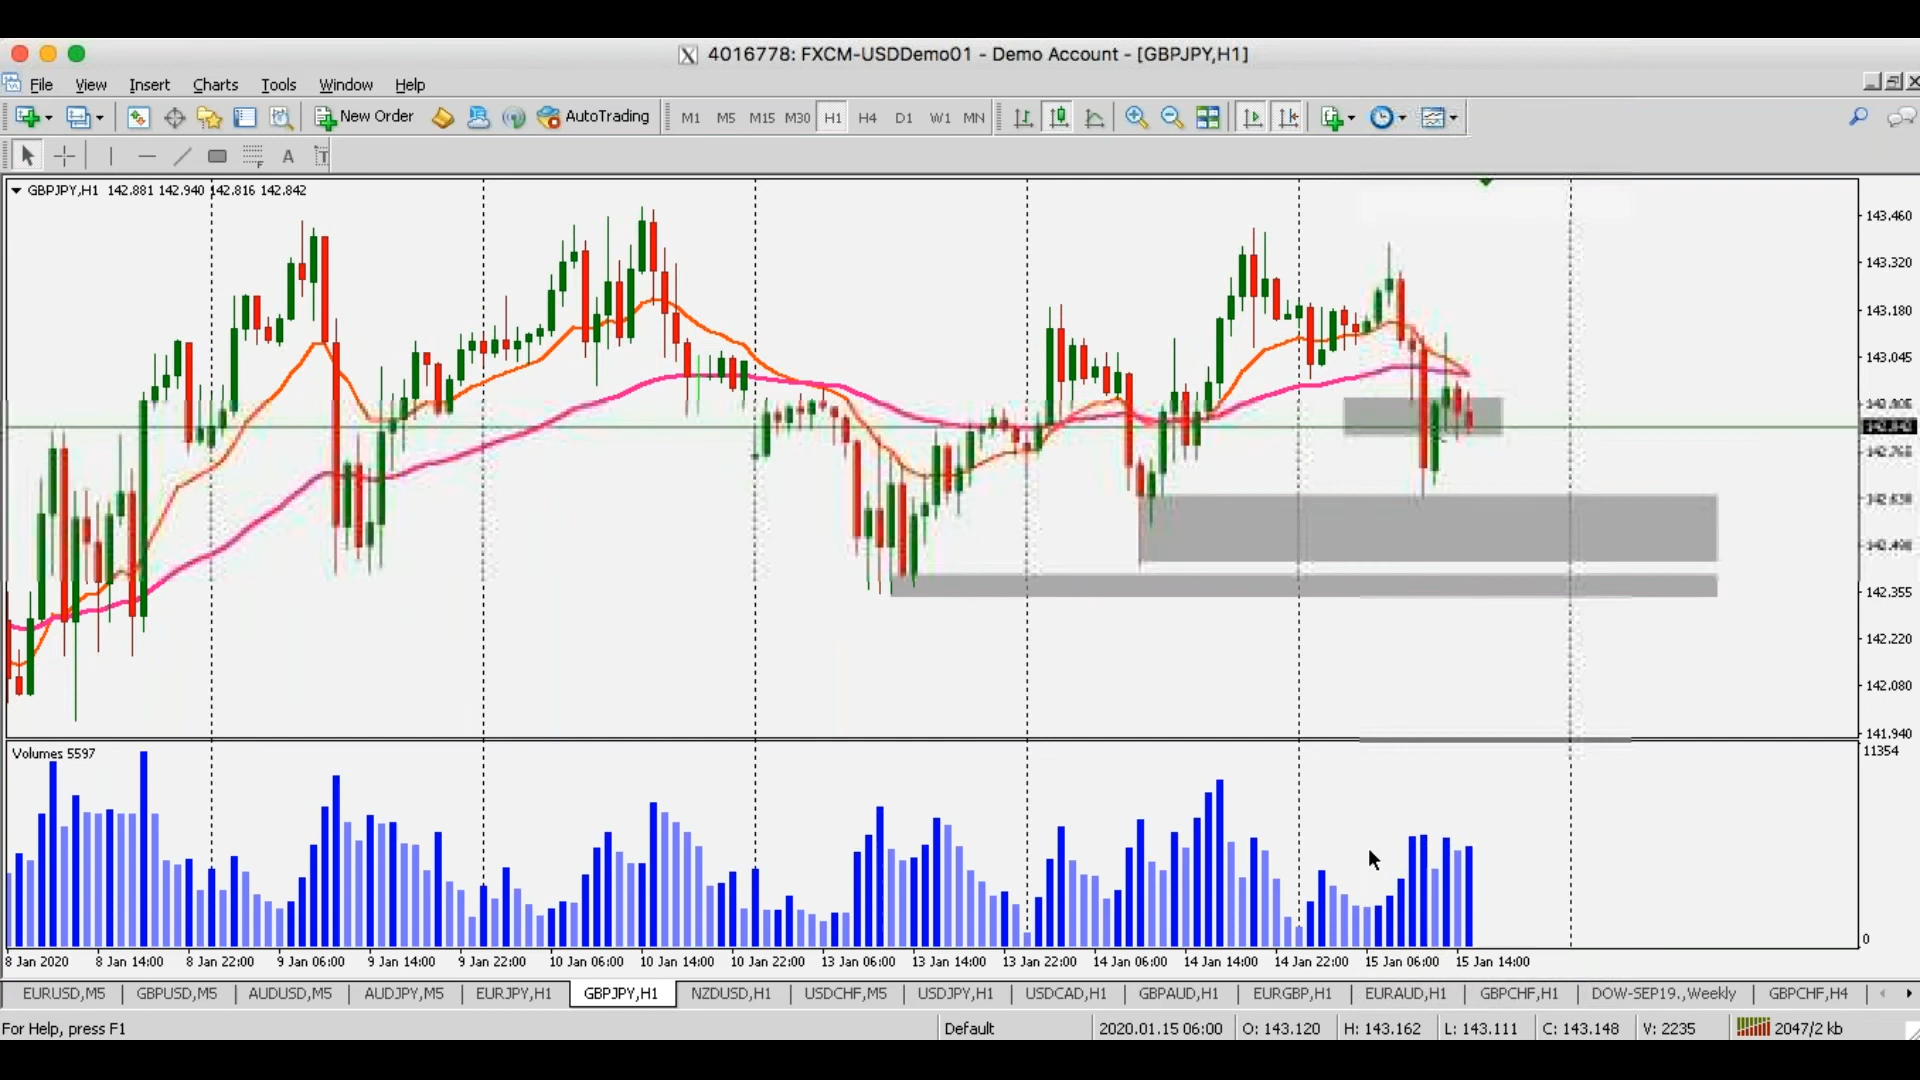 4016778: FXCM-USDDemo01 - Demo Account - [GBPJPY,H1]
File View Insert Charts Tools Window Help
New Order AutoTrading M1 M5 M15 M30 H1 H4 D1 W1 MN
A T
GBPJPY,H1 142.881 142.940 142.816 142.842
143.460
143.320
143.180
143.045
142.765
142.355
142.220
142.080
141.940
Volumes 5597
11354
0
8 Jan 2020 8 Jan 14:00 8 Jan 22:00 9 Jan 06:00 9 Jan 14:00 9 Jan 22:00 10 Jan 06:00 10 Jan 14:00 10 Jan 22:00 13 Jan 06:00 13 Jan 14:00 13 Jan 22:00 14 Jan 06:00 14 Jan 14:00 14 Jan 22:00 15 Jan 06:00 15 Jan 14:00
EURUSD,M5 GBPUSD,M5 AUDUSD,M5 AUDJPY,M5 EURJPY,H1 GBPJPY,H1 NZDUSD,H1 USDCHF,M5 USDJPY,H1 USDCAD,H1 GBPAUD,H1 EURGBP,H1 EURAUD,H1 GBPCHF,H1 DOW-SEP19.,Weekly GBPCHF,H4
For Help, press F1 Default 2020.01.15 06:00 O: 143.120 H: 143.162 L: 143.111 C: 143.148 V: 2235 2047/2 kb